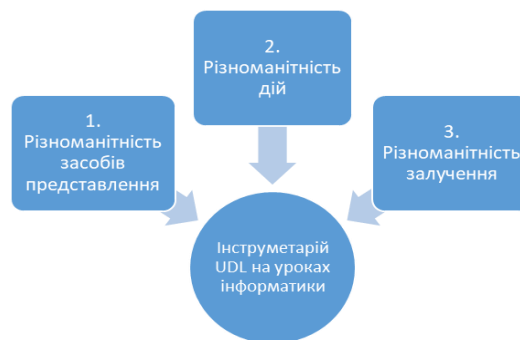 1.
Різноманітність
засобів
представлення
2.
Різноманітність
дій
3.
Різноманітність
залучення
Інструметарій
UDL на уроках
інформатики